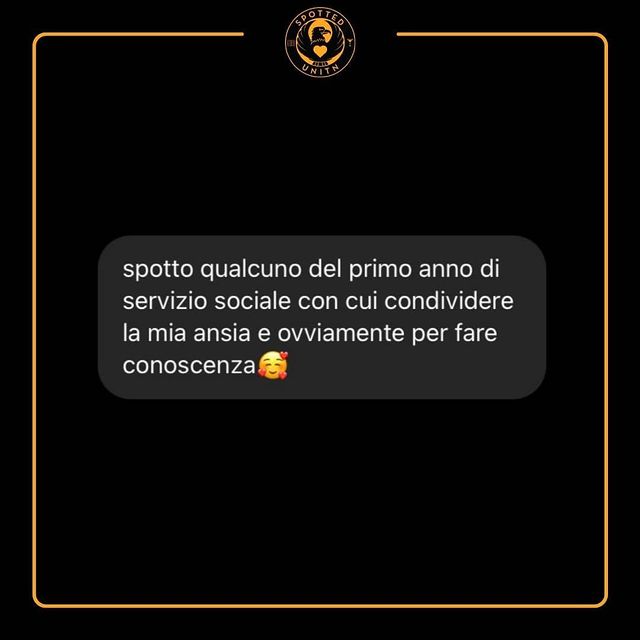 SPOTTED
UNITN
spotto qualcuno del primo anno di
servizio sociale con cui condividere
la mia ansia e ovviamente per fare
conoscenza🥰